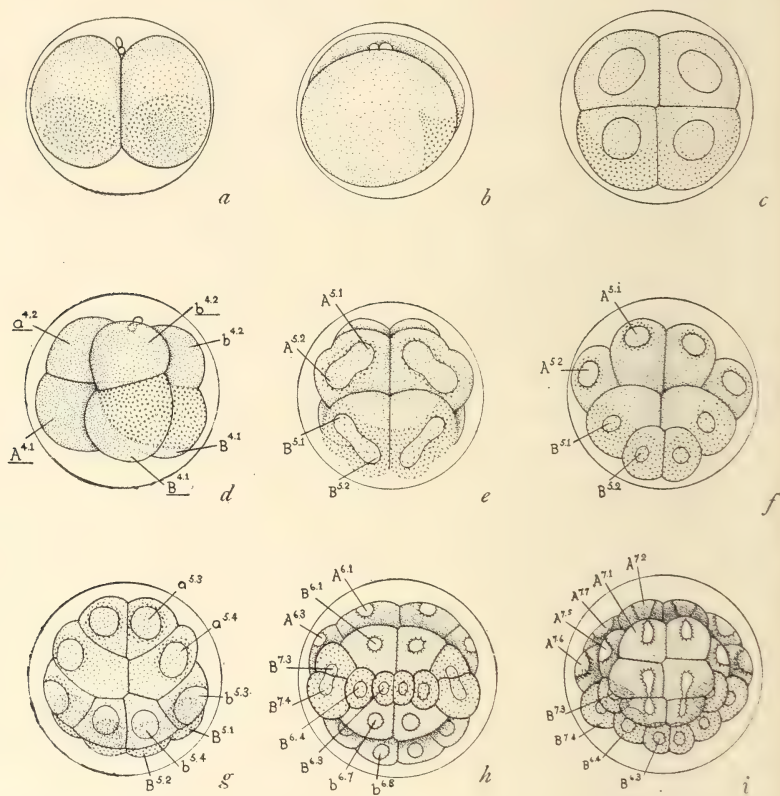 a
b
c
a4.2
b4.2
b4.2
A4.1
B4.1
B4.1
d
A5.1
A5.2
B5.1
B5.2
e
A5.i
A5.2
B5.1
B5.2
f
a5.3
a5.4
b5.3
B5.1
b5.4
B5.2
g
A6.1
B6.1
A6.3
B7.3
B7.4
B6.4
B6.3
b6.7
b6.8
h
A7.2
A7.1
A7.7
A7.5
A7.6
B7.3
B7.4
B6.4
B6.3
i